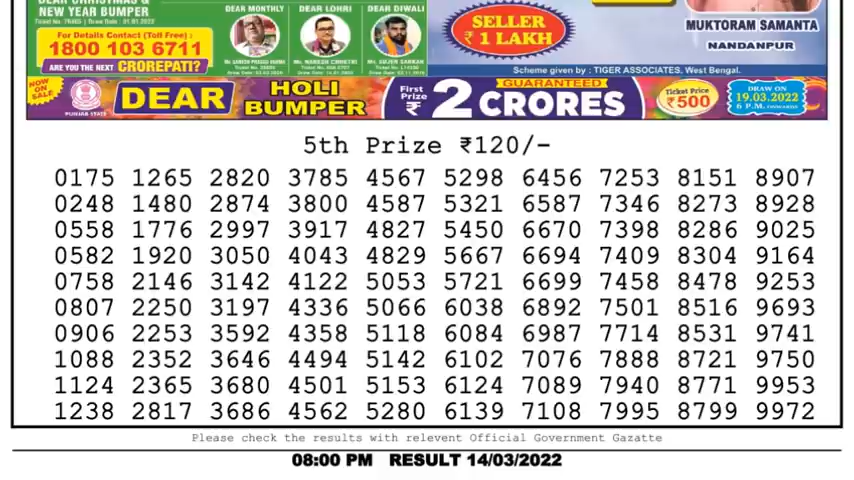 NEW YEAR BUMPER
DEAR MONTHLY
DEAR LOHRI
DEAR DIWALI
For Details Contact (Toll Free) :
1800 103 6711
ARE YOU THE NEXT CROREPATI?
SELLER
₹ 1 LAKH
MUKTORAM SAMANTA
NANDANPUR
Scheme given by : TIGER ASSOCIATES, West Bengal.
NOW ON SALE
PUNJAB STATE
DEAR
HOLI
BUMPER
First Prize ₹
GUARANTEED
2 CRORES
Ticket Price
₹500
DRAW ON
19.03.2022
6 P.M.
5th Prize ₹120/-
0175 1265 2820 3785 4567 5298 6456 7253 8151 8907
0248 1480 2874 3800 4587 5321 6587 7346 8273 8928
0558 1776 2997 3917 4827 5450 6670 7398 8286 9025
0582 1920 3050 4043 4829 5667 6694 7409 8304 9164
0758 2146 3142 4122 5053 5721 6699 7458 8478 9253
0807 2250 3197 4336 5066 6038 6892 7501 8516 9693
0906 2253 3592 4358 5118 6084 6987 7714 8531 9741
1088 2352 3646 4494 5142 6102 7076 7888 8721 9750
1124 2365 3680 4501 5153 6124 7089 7940 8771 9953
1238 2817 3686 4562 5280 6139 7108 7995 8799 9972
Please check the results with relevent Official Government Gazatte
08:00 PM RESULT 14/03/2022